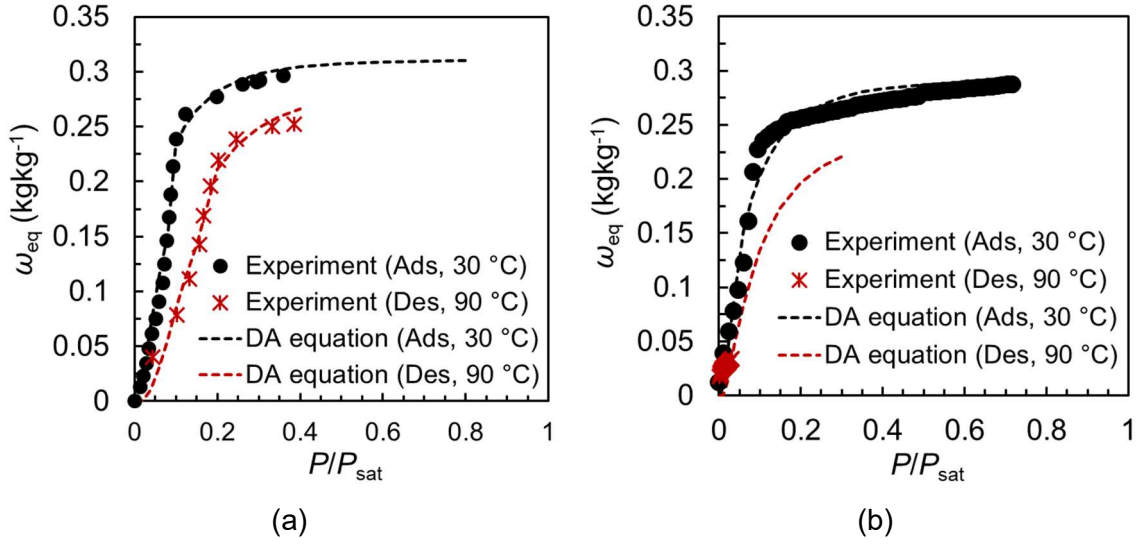 0.35
0.3
0.25
0.2
0.15
0.1
0.05
0
ωeq (kgkg-1)
Experiment (Ads, 30 °C)
Experiment (Des, 90 °C)
DA equation (Ads, 30 °C)
DA equation (Des, 90 °C)
0 0.2 0.4 0.6 0.8 1
P/Psat
(a)
0.35
0.3
0.25
0.2
0.15
0.1
0.05
0
ωeq (kgkg-1)
Experiment (Ads, 30 °C)
Experiment (Des, 90 °C)
DA equation (Ads, 30 °C)
DA equation (Des, 90 °C)
0 0.2 0.4 0.6 0.8 1
P/Psat
(b)